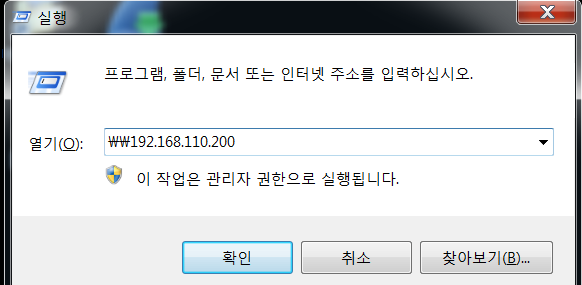 실행
프로그램, 폴더, 문서 또는 인터넷 주소를 입력하십시오.
열기(O): ₩₩192.168.110.200
이 작업은 관리자 권한으로 실행됩니다.
확인 취소 찾아보기(B)...